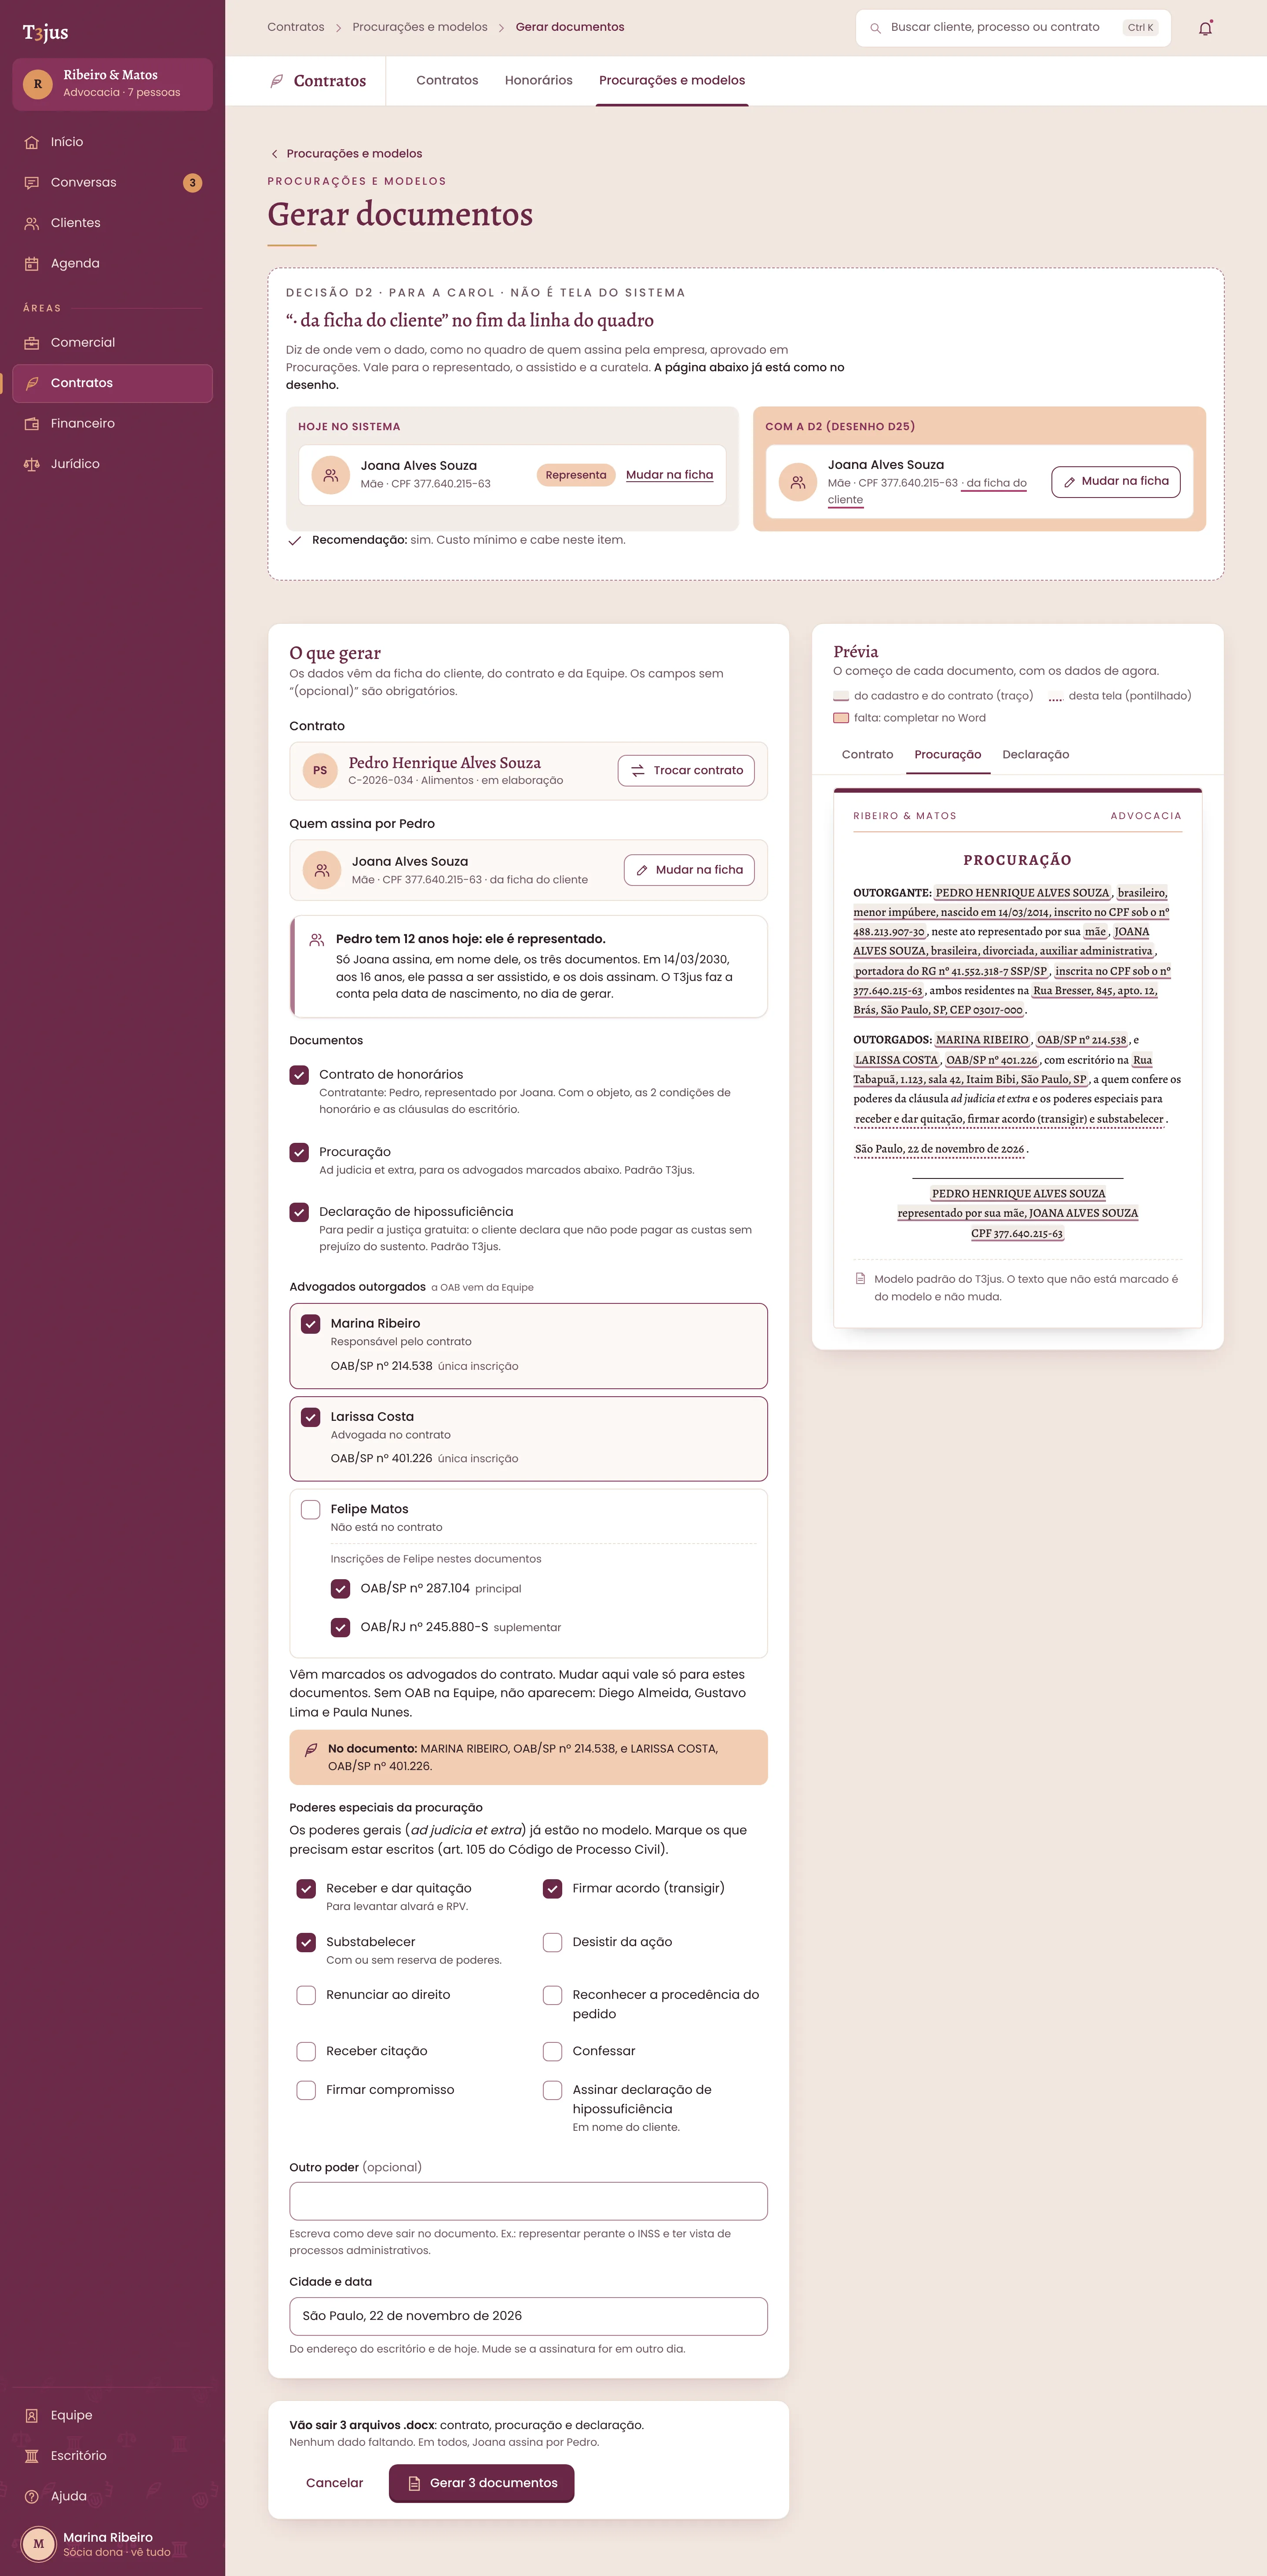 T3jus
R
Ribeiro & Matos
Advocacia · 7 pessoas
Início
Conversas
3
Clientes
Agenda
ÁREAS
Comercial
Contratos
Financeiro
Jurídico
Equipe
Escritório
Ajuda
M
Marina Ribeiro
Sócia dona · vê tudo
Contratos
Procurações e modelos
Gerar documentos
Buscar cliente, processo ou contrato
Ctrl K
Contratos
Contratos
Honorários
Procurações e modelos
Procurações e modelos
PROCURAÇÕES E MODELOS
Gerar documentos
DECISÃO D2 · PARA A CAROL · NÃO É TELA DO SISTEMA
“· da ficha do cliente” no fim da linha do quadro
Diz de onde vem o dado, como no quadro de quem assina pela empresa, aprovado em
Procurações. Vale para o representado, o assistido e a curatela. A página abaixo já está como no
desenho.
HOJE NO SISTEMA
Joana Alves Souza
Mãe · CPF 377.640.215-63
Representa
Mudar na ficha
COM A D2 (DESENHO D25)
Joana Alves Souza
Mãe · CPF 377.640.215-63 · da ficha do
cliente
Mudar na ficha
Recomendação: sim. Custo mínimo e cabe neste item.
O que gerar
Os dados vêm da ficha do cliente, do contrato e da Equipe. Os campos sem
“(opcional)” são obrigatórios.
Contrato
PS
Pedro Henrique Alves Souza
C-2026-034 · Alimentos · em elaboração
Trocar contrato
Quem assina por Pedro
Joana Alves Souza
Mãe · CPF 377.640.215-63 · da ficha do cliente
Mudar na ficha
Pedro tem 12 anos hoje: ele é representado.
Só Joana assina, em nome dele, os três documentos. Em 14/03/2030,
aos 16 anos, ele passa a ser assistido, e os dois assinam. O T3jus faz a
conta pela data de nascimento, no dia de gerar.
Documentos
Contrato de honorários
Contratante: Pedro, representado por Joana. Com o objeto, as 2 condições de
honorário e as cláusulas do escritório.
Procuração
Ad judicia et extra, para os advogados marcados abaixo. Padrão T3jus.
Declaração de hipossuficiência
Para pedir a justiça gratuita: o cliente declara que não pode pagar as custas sem
prejuízo do sustento. Padrão T3jus.
Advogados outorgados a OAB vem da Equipe
Marina Ribeiro
Responsável pelo contrato
OAB/SP nº 214.538 única inscrição
Larissa Costa
Advogada no contrato
OAB/SP nº 401.226 única inscrição
Felipe Matos
Não está no contrato
Inscrições de Felipe nestes documentos
OAB/SP nº 287.104 principal
OAB/RJ nº 245.880-S suplementar
Vêm marcados os advogados do contrato. Mudar aqui vale só para estes
documentos. Sem OAB na Equipe, não aparecem: Diego Almeida, Gustavo
Lima e Paula Nunes.
No documento: MARINA RIBEIRO, OAB/SP nº 214.538, e LARISSA COSTA,
OAB/SP nº 401.226.
Poderes especiais da procuração
Os poderes gerais (ad judicia et extra) já estão no modelo. Marque os que
precisam estar escritos (art. 105 do Código de Processo Civil).
Receber e dar quitação
Para levantar alvará e RPV.
Firmar acordo (transigir)
Substabelecer
Com ou sem reserva de poderes.
Desistir da ação
Renunciar ao direito
Reconhecer a procedência do
pedido
Receber citação
Confessar
Firmar compromisso
Assinar declaração de
hipossuficiência
Em nome do cliente.
Outro poder (opcional)
Escreva como deve sair no documento. Ex.: representar perante o INSS e ter vista de
processos administrativos.
Cidade e data
São Paulo, 22 de novembro de 2026
Do endereço do escritório e de hoje. Mude se a assinatura for em outro dia.
Vão sair 3 arquivos .docx: contrato, procuração e declaração.
Nenhum dado faltando. Em todos, Joana assina por Pedro.
Cancelar
Gerar 3 documentos
Prévia
O começo de cada documento, com os dados de agora.
do cadastro e do contrato (traço)
desta tela (pontilhado)
falta: completar no Word
Contrato
Procuração
Declaração
RIBEIRO & MATOS
ADVOCACIA
PROCURAÇÃO
OUTORGANTE: PEDRO HENRIQUE ALVES SOUZA, brasileiro,
menor impúbere, nascido em 14/03/2014, inscrito no CPF sob o nº
488.213.907-30, neste ato representado por sua mãe, JOANA
ALVES SOUZA, brasileira, divorciada, auxiliar administrativa,
portadora do RG nº 41.552.318-7 SSP/SP, inscrita no CPF sob o nº
377.640.215-63, ambos residentes na Rua Bresser, 845, apto. 12,
Brás, São Paulo, SP, CEP 03017-000.
OUTORGADOS: MARINA RIBEIRO, OAB/SP nº 214.538, e
LARISSA COSTA, OAB/SP nº 401.226, com escritório na Rua
Tabapuã, 1.123, sala 42, Itaim Bibi, São Paulo, SP, a quem confere os
poderes da cláusula ad judicia et extra e os poderes especiais para
receber e dar quitação, firmar acordo (transigir) e substabelecer.
São Paulo, 22 de novembro de 2026.
PEDRO HENRIQUE ALVES SOUZA
representado por sua mãe, JOANA ALVES SOUZA
CPF 377.640.215-63
Modelo padrão do T3jus. O texto que não está marcado é
do modelo e não muda.